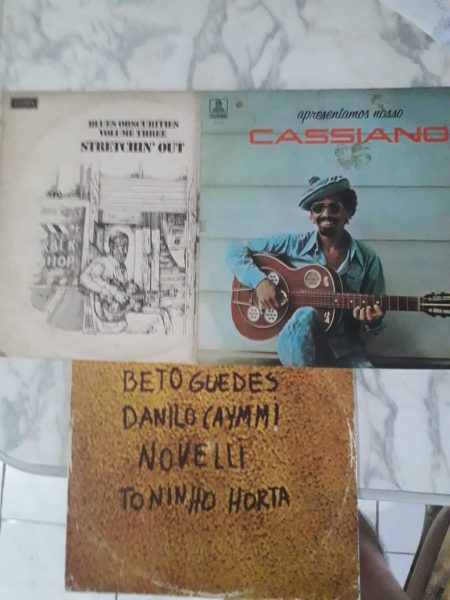 BLUES OBSCURITIES
VOLUME THREE
STRETCHIN' OUT
apresentamos nosso
CASSIANO
BETO GUEDES
DANILO CAYMMI
NOVELLI
TONINHO HORTA